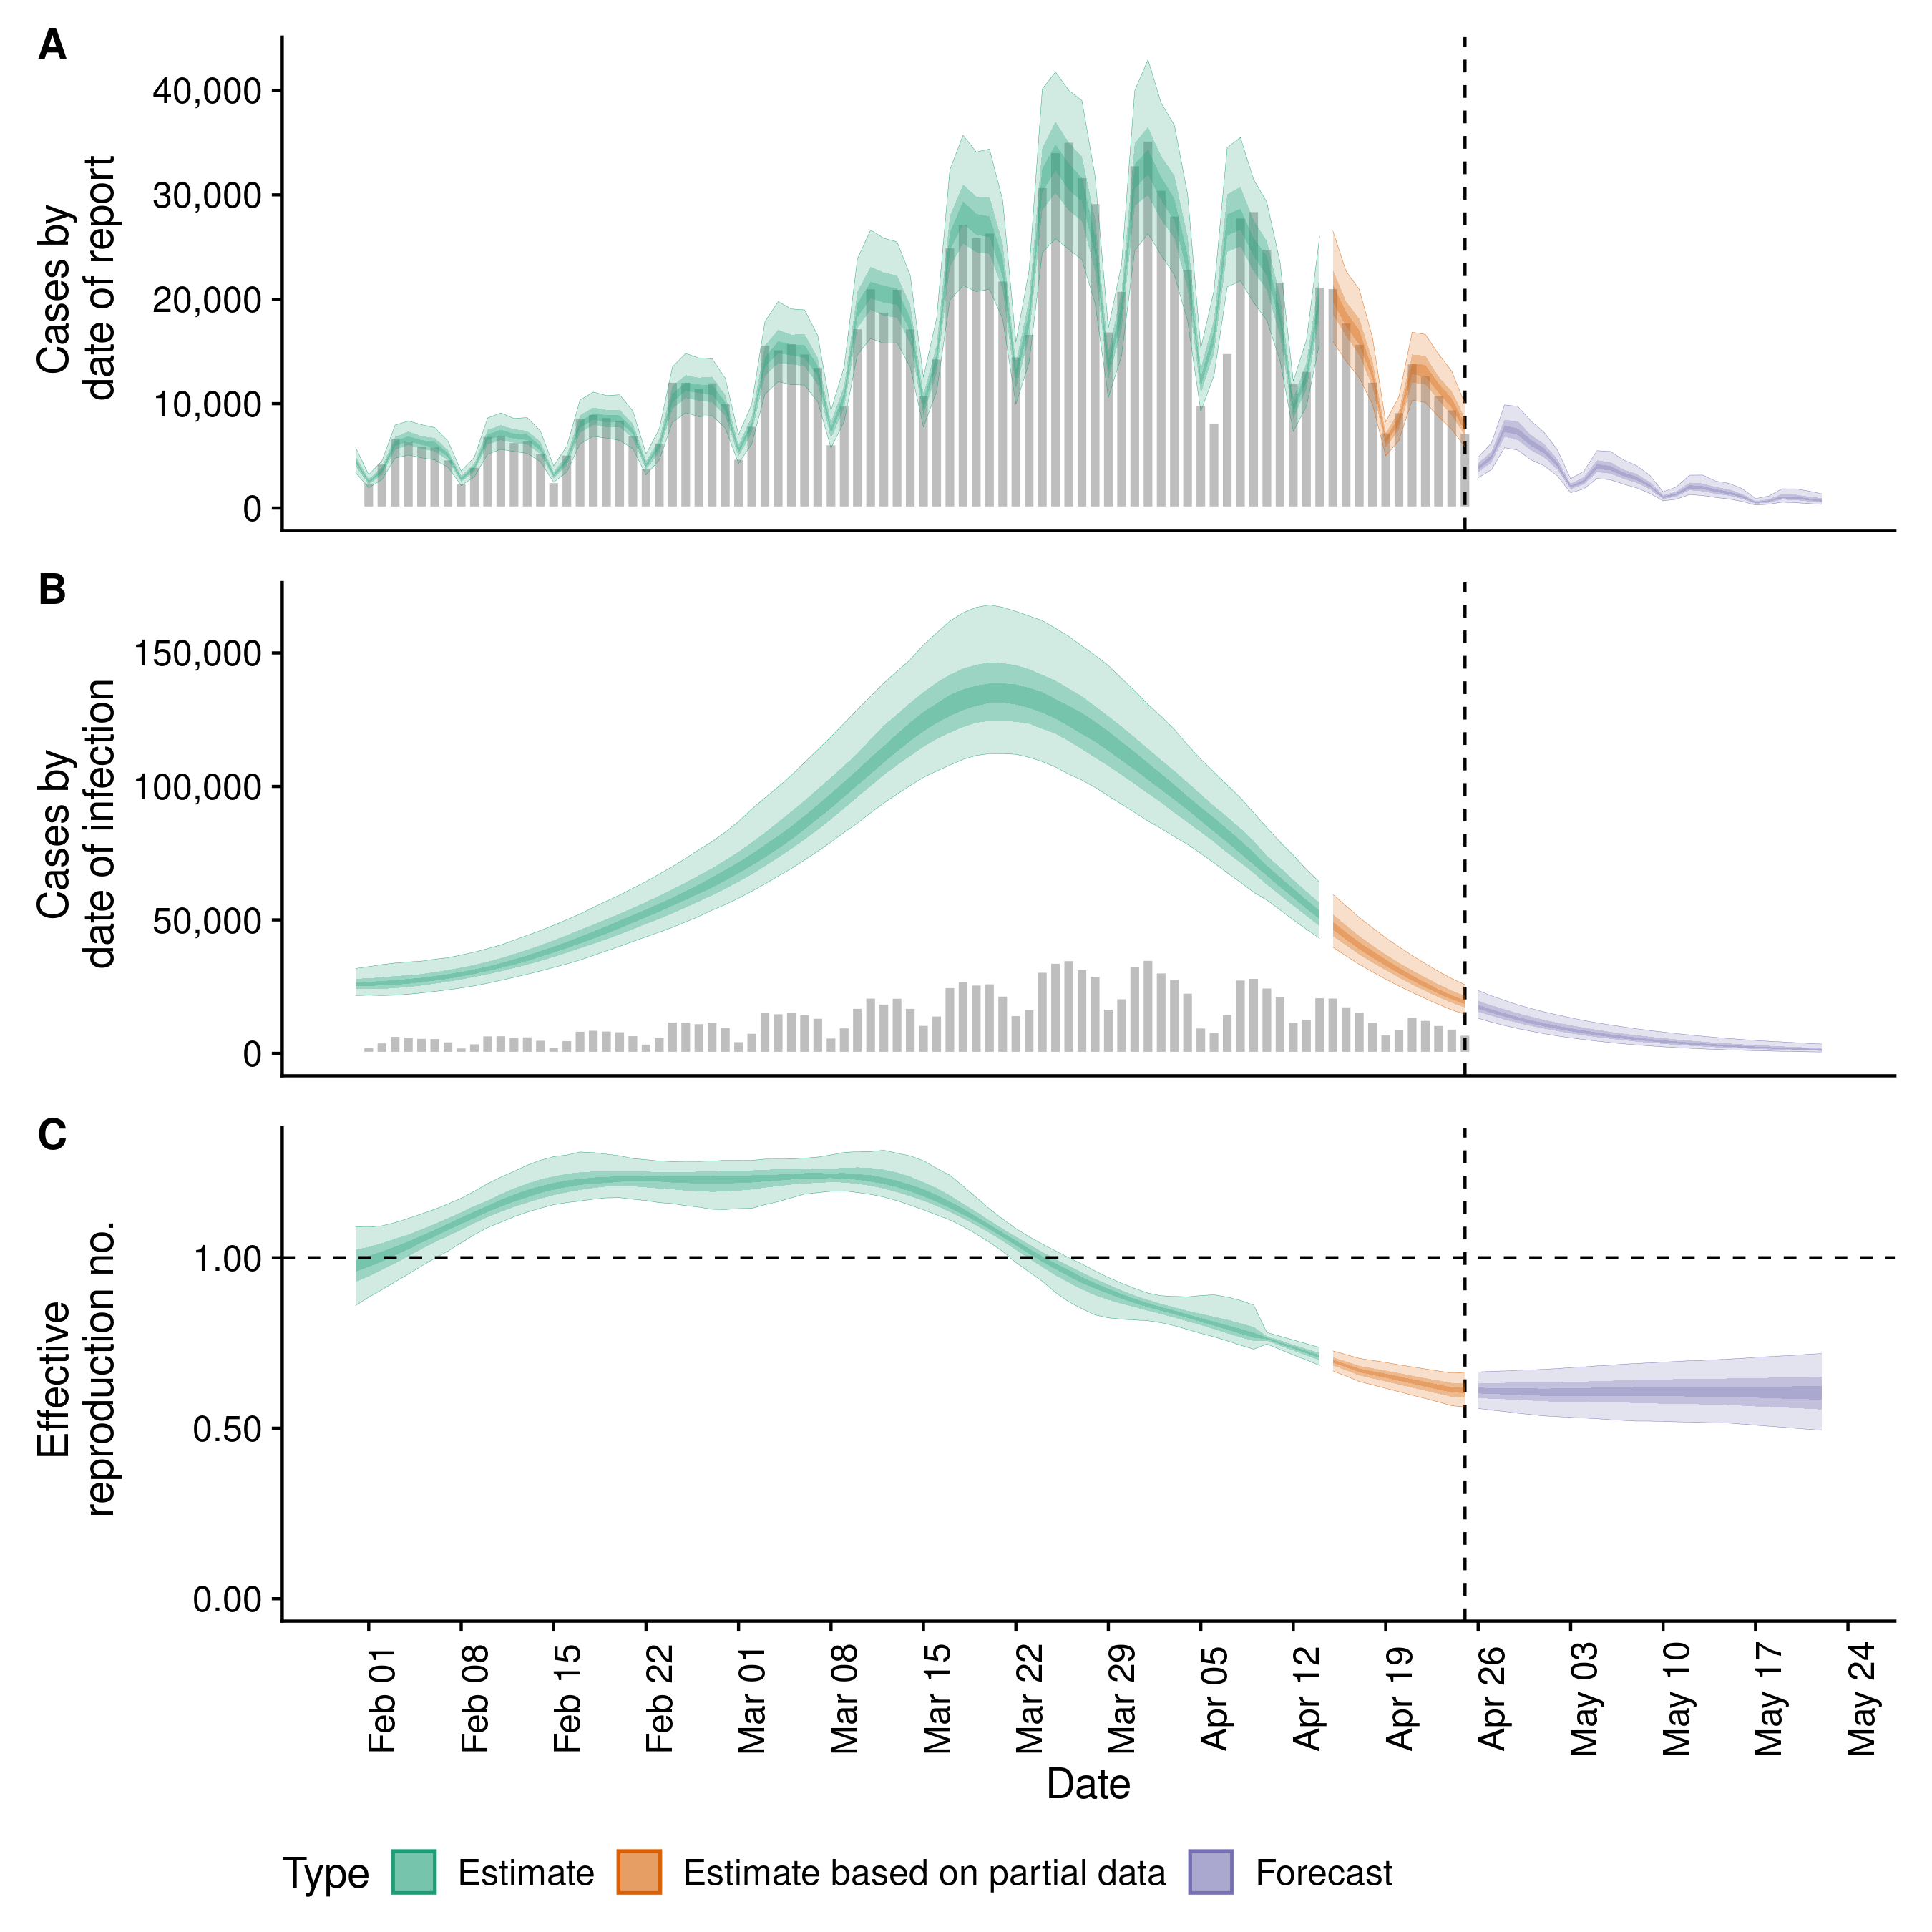 A
Cases by
date of report
40,000
30,000
20,000
10,000
0
B
Cases by
date of infection
150,000
100,000
50,000
0
C
Effective
reproduction no.
1.00
0.50
0.00
Feb 01
Feb 08
Feb 15
Feb 22
Mar 01
Mar 08
Mar 15
Mar 22
Mar 29
Apr 05
Apr 12
Apr 19
Apr 26
May 03
May 10
May 17
May 24
Date
Type Estimate Estimate based on partial data Forecast